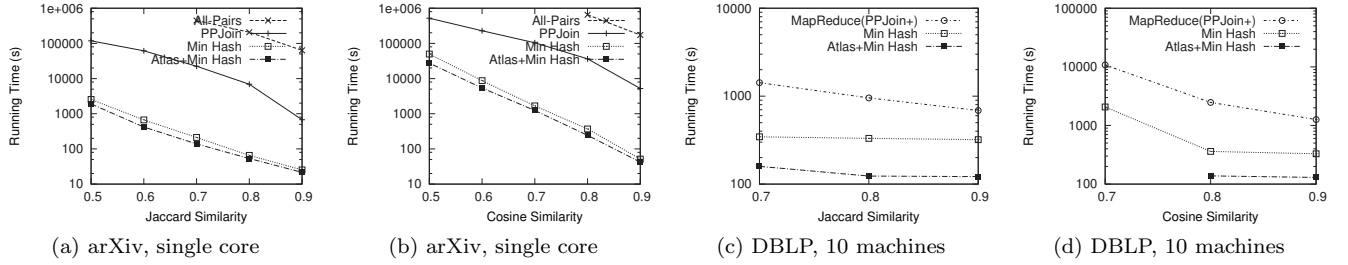 1e+006
100000
10000
1000
100
10
0.5 0.6 0.7 0.8 0.9
Running Time (s)
Jaccard Similarity
All-Pairs
PPJoin
Min Hash
Atlas+Min Hash
(a) arXiv, single core
1e+006
100000
10000
1000
100
10
0.5 0.6 0.7 0.8 0.9
Running Time (s)
Cosine Similarity
All-Pairs
PPJoin
Min Hash
Atlas+Min Hash
(b) arXiv, single core
10000
1000
100
0.7 0.8 0.9
Running Time (s)
Jaccard Similarity
MapReduce(PPJoin+)
Min Hash
Atlas+Min Hash
(c) DBLP, 10 machines
100000
10000
1000
100
0.7 0.8 0.9
Running Time (s)
Cosine Similarity
MapReduce(PPJoin+)
Min Hash
Atlas+Min Hash
(d) DBLP, 10 machines